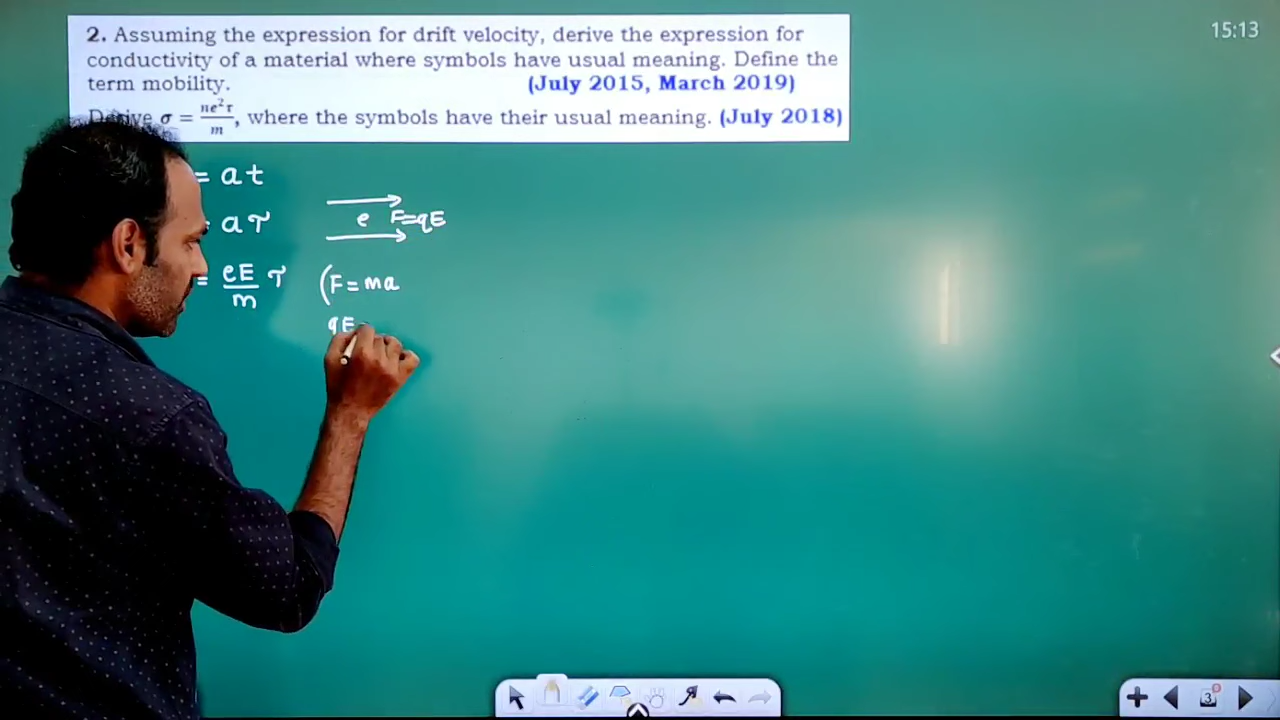 15:13
2. Assuming the expression for drift velocity, derive the expression for
conductivity of a material where symbols have usual meaning. Define the
term mobility. (July 2015, March 2019)
Derive σ = ne²τ/m, where the symbols have their usual meaning. (July 2018)
= at
= aτ
e F=qE
= eE/m τ (F=ma
qE
3